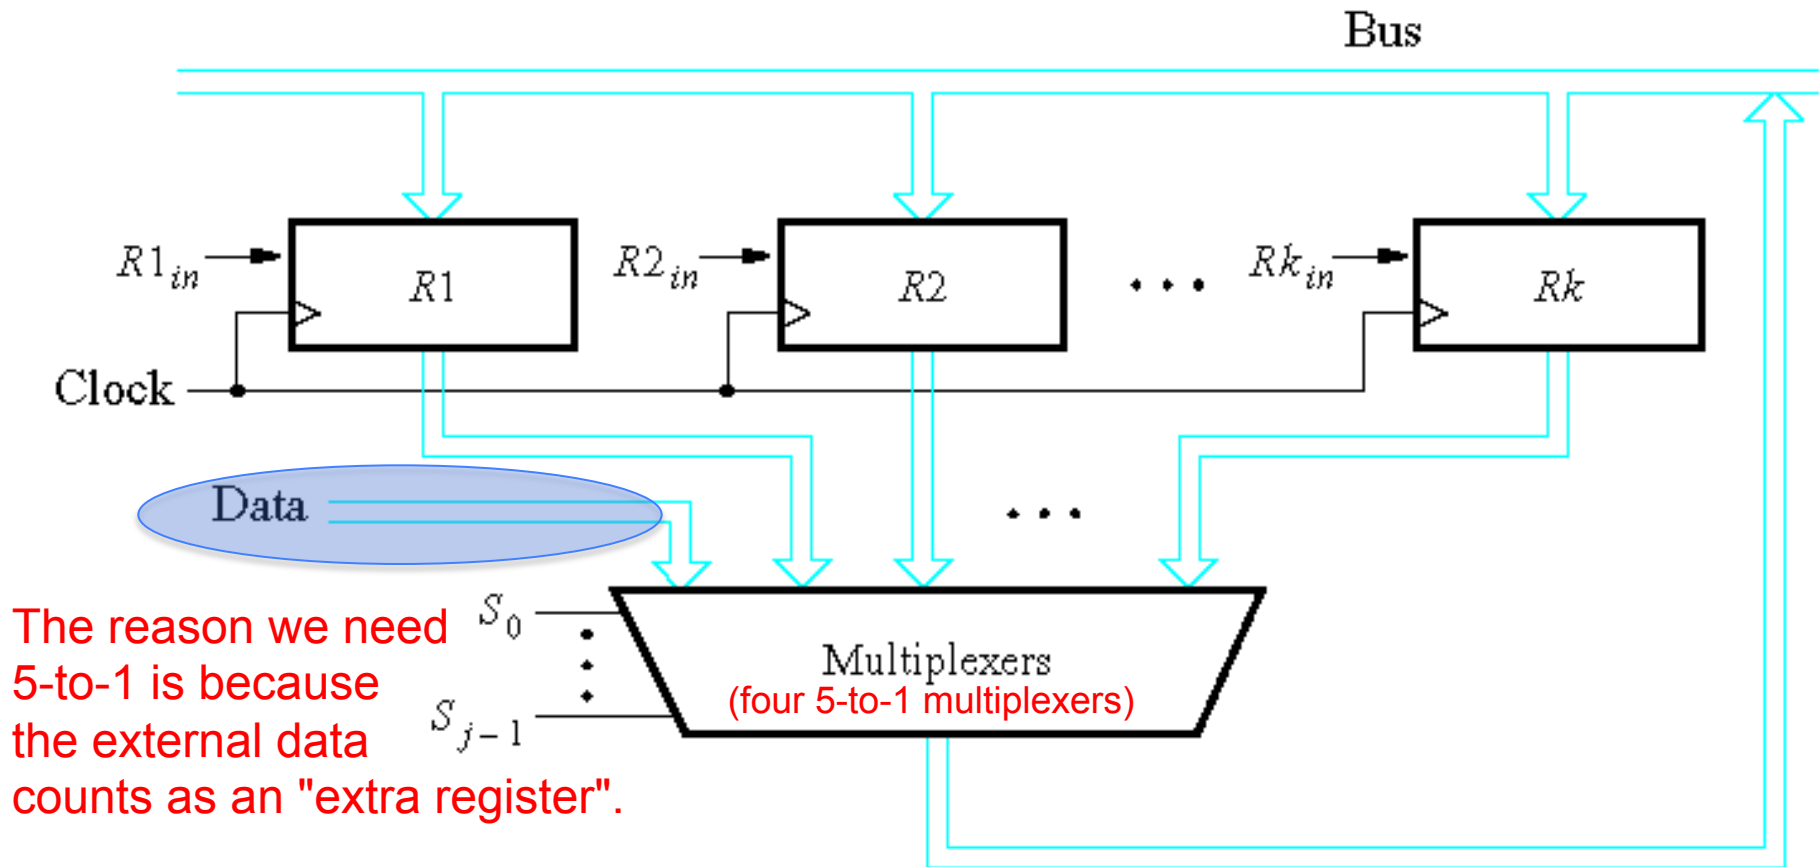 Bus
R1in
R1
R2in
R2
• • •
Rkin
Rk
Clock
Data
• • •
S0
Sj−1
Multiplexers
(four 5-to-1 multiplexers)
The reason we need
5-to-1 is because
the external data
counts as an "extra register".